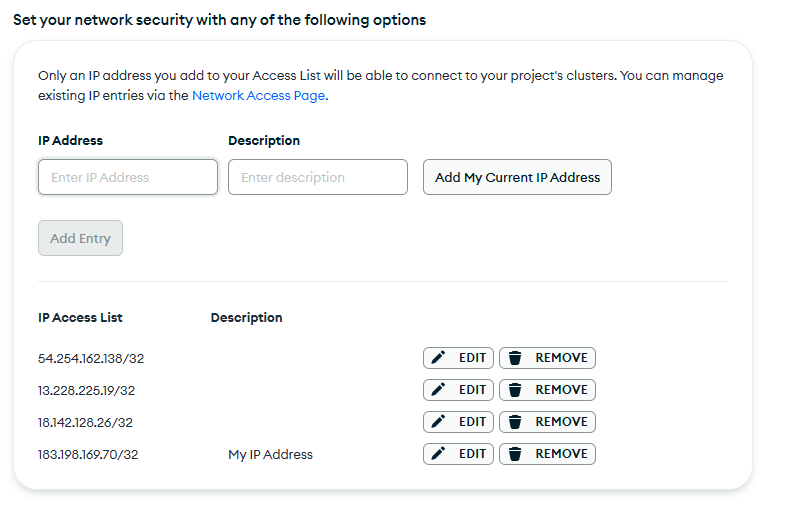 Set your network security with any of the following options
Only an IP address you add to your Access List will be able to connect to your project's clusters. You can manage
existing IP entries via the Network Access Page.
IP Address Description
Enter IP Address Enter description Add My Current IP Address
Add Entry
IP Access List Description
54.254.162.138/32 EDIT REMOVE
13.228.225.19/32 EDIT REMOVE
18.142.128.26/32 EDIT REMOVE
183.198.169.70/32 My IP Address EDIT REMOVE